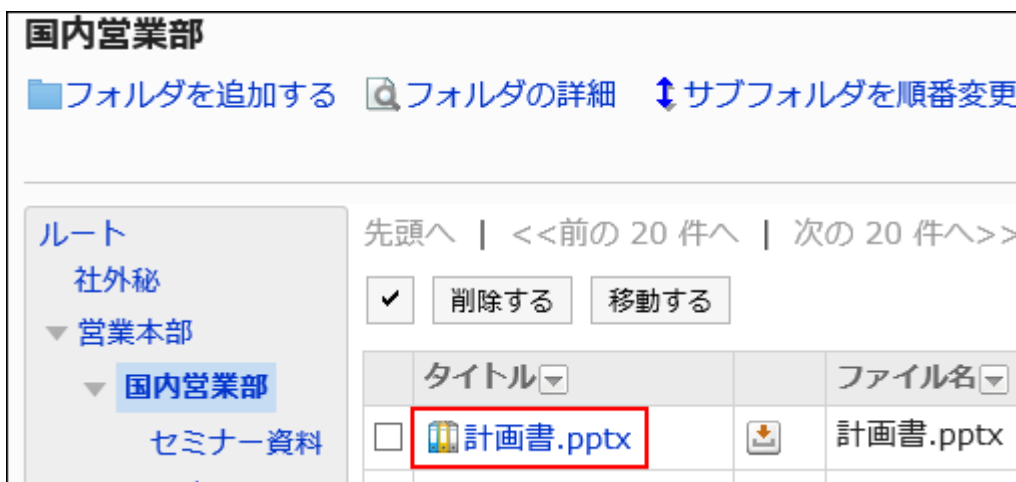 国内営業部
フォルダを追加する フォルダの詳細 サブフォルダを順番変更
ルート
社外秘
営業本部
国内営業部
セミナー資料
先頭へ | <<前の 20 件へ | 次の 20 件へ>>
削除する 移動する
タイトル ファイル名
計画書.pptx 計画書.pptx